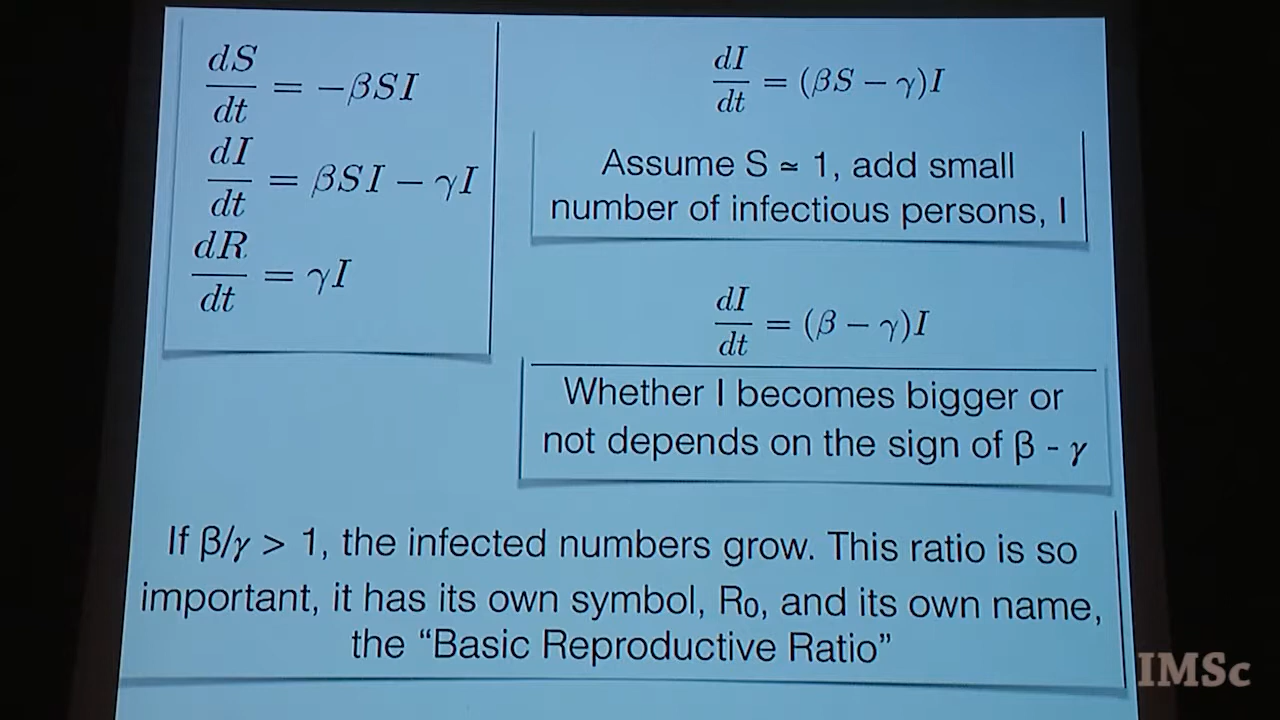 dS/dt = −βSI
dI/dt = βSI − γI
dR/dt = γI
dI/dt = (βS − γ)I
Assume S ≃ 1, add small
number of infectious persons, I
dI/dt = (β − γ)I
Whether I becomes bigger or
not depends on the sign of β - γ
If β/γ > 1, the infected numbers grow. This ratio is so
important, it has its own symbol, R₀, and its own name,
the “Basic Reproductive Ratio”
IMSc